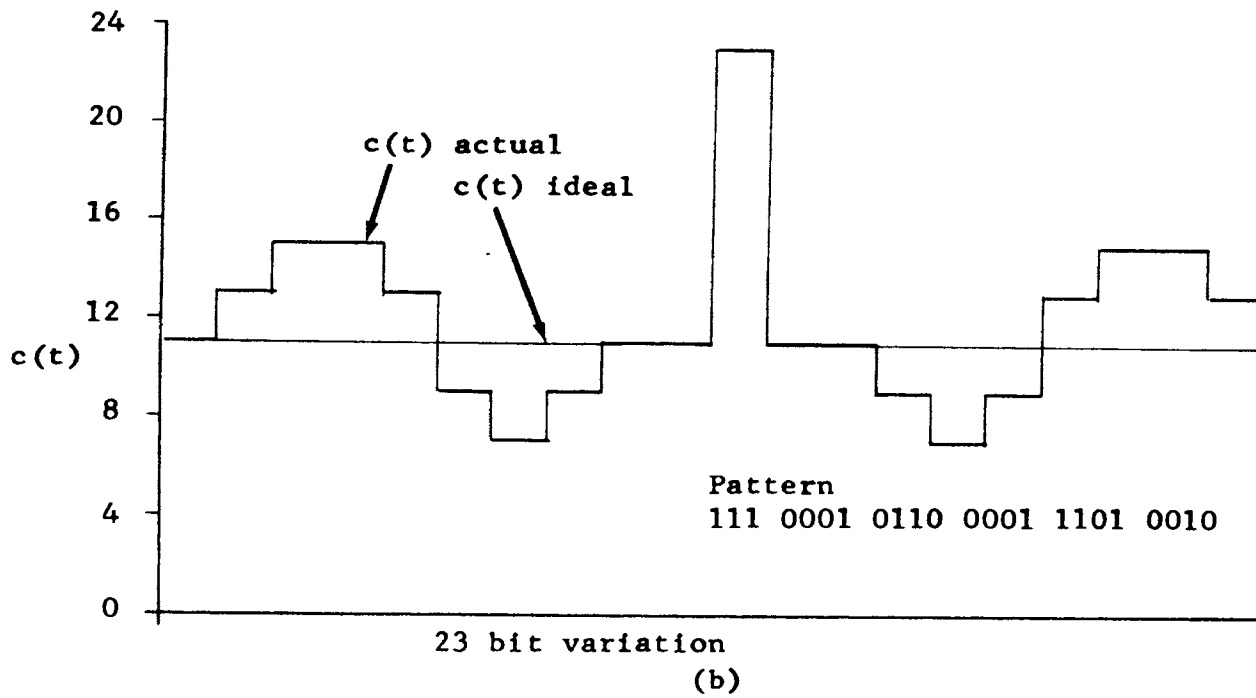 24
20
c(t) actual
c(t) ideal
16
12
c(t)
8
Pattern
111 0001 0110 0001 1101 0010
4
0
23 bit variation
(b)